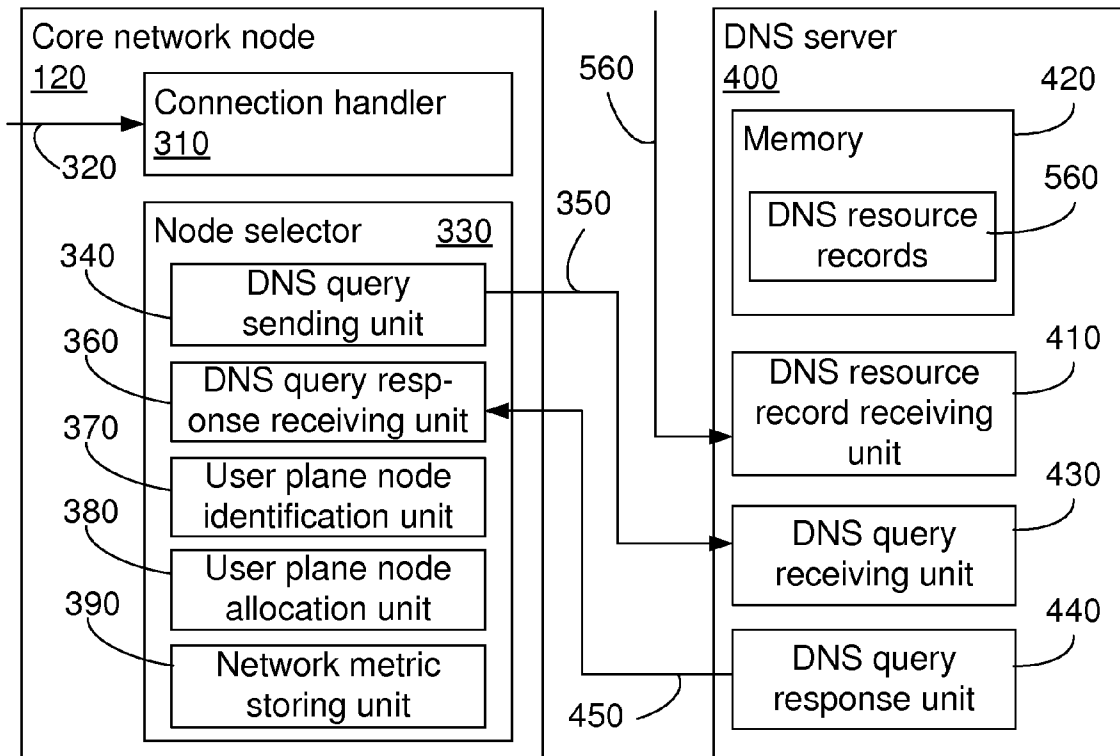 Core network node
120
Connection handler
310
320
Node selector
330
340
DNS query
sending unit
350
360
DNS query resp-
onse receiving unit
370
User plane node
identification unit
380
User plane node
allocation unit
390
Network metric
storing unit
560
DNS server
400
420
Memory
560
DNS resource
records
410
DNS resource
record receiving
unit
430
DNS query
receiving unit
440
DNS query
response unit
450